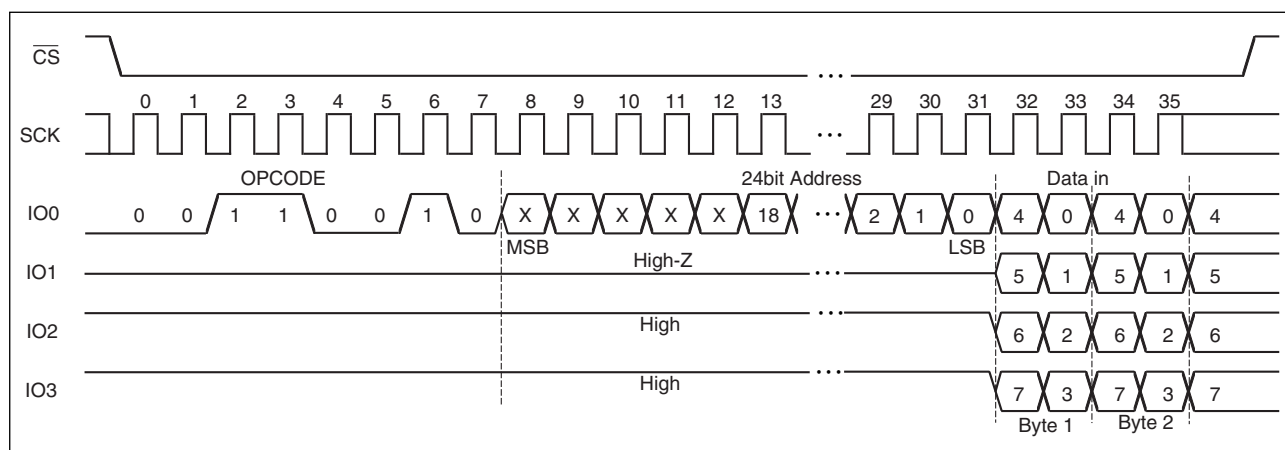 CS
0 1 2 3 4 5 6 7 8 9 10 11 12 13 ... 29 30 31 32 33 34 35
SCK
OPCODE 24bit Address Data in
IO0 0 0 1 1 0 0 1 0 X X X X X 18 ... 2 1 0 4 0 4 0 4
MSB LSB
IO1 High-Z ... 5 1 5 1 5
IO2 High ... 6 2 6 2 6
IO3 High ... 7 3 7 3 7
Byte 1 Byte 2